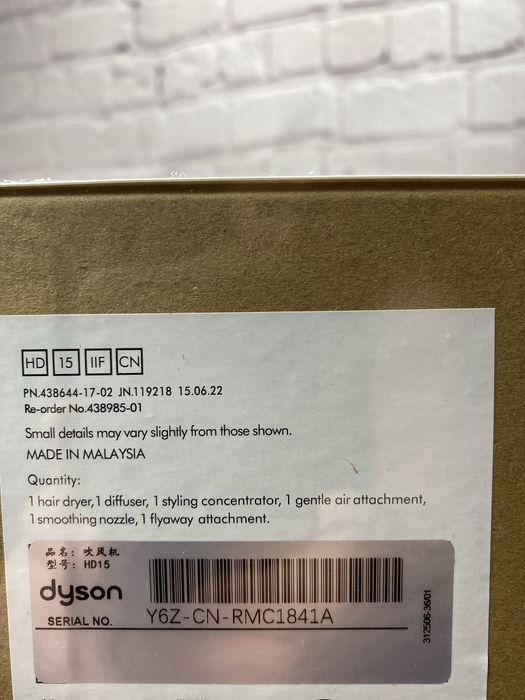 HD 15 IIF CN
PN.438644-17-02 JN.119218 15.06.22
Re-order No.438985-01
Small details may vary slightly from those shown.
MADE IN MALAYSIA
Quantity:
1 hair dryer,1 diffuser, 1 styling concentrator, 1 gentle air attachment,
1 smoothing nozzle, 1 flyaway attachment.
品名: 吹风机
型号: HD15
dyson
SERIAL NO. Y6Z-CN-RMC1841A
312506-36/01